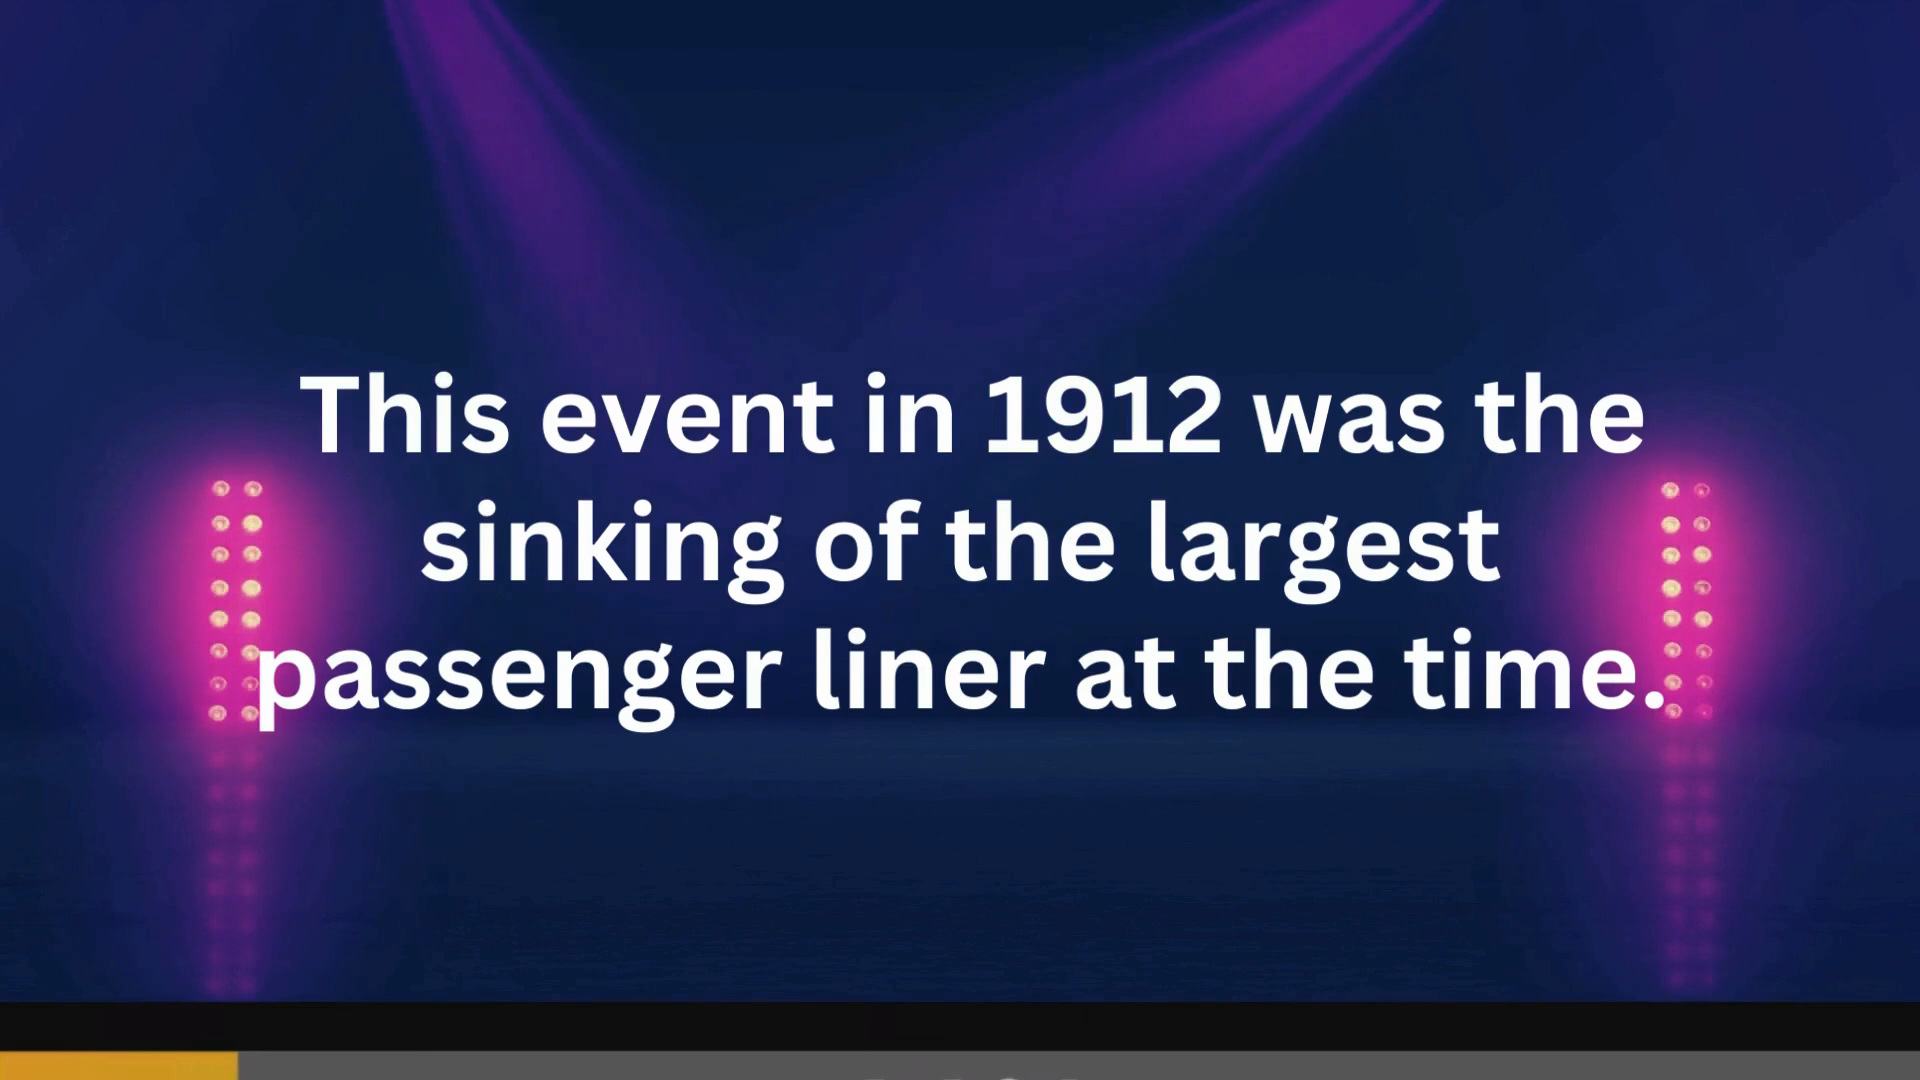 This event in 1912 was the
sinking of the largest
passenger liner at the time.